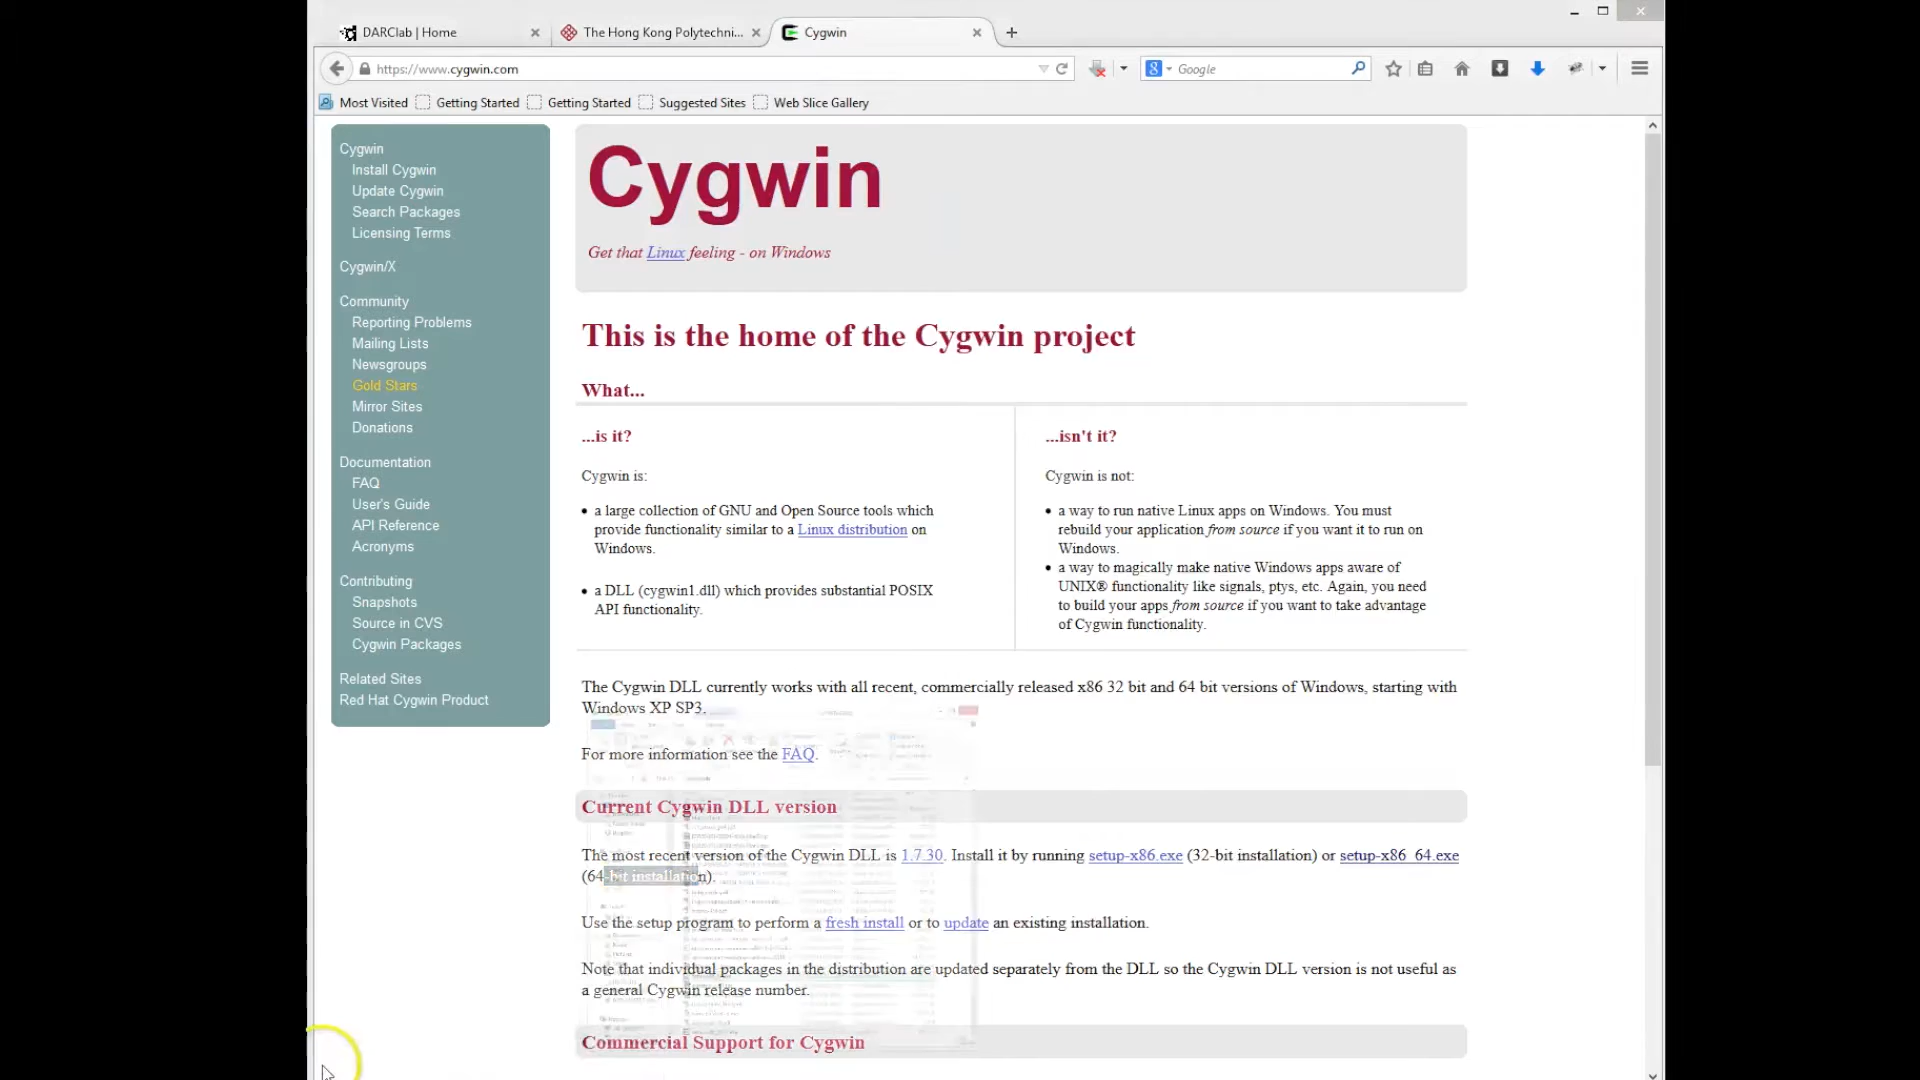 DARClab | Home
The Hong Kong Polytechni...
Cygwin
https://www.cygwin.com
Google
Most Visited
Getting Started
Getting Started
Suggested Sites
Web Slice Gallery
Cygwin
Install Cygwin
Update Cygwin
Search Packages
Licensing Terms
Cygwin/X
Community
Reporting Problems
Mailing Lists
Newsgroups
Gold Stars
Mirror Sites
Donations
Documentation
FAQ
User's Guide
API Reference
Acronyms
Contributing
Snapshots
Source in CVS
Cygwin Packages
Related Sites
Red Hat Cygwin Product
Cygwin
Get that Linux feeling - on Windows
This is the home of the Cygwin project
What...
...is it?
Cygwin is:
• a large collection of GNU and Open Source tools which
provide functionality similar to a Linux distribution on
Windows.
• a DLL (cygwin1.dll) which provides substantial POSIX
API functionality.
...isn't it?
Cygwin is not:
• a way to run native Linux apps on Windows. You must
rebuild your application from source if you want it to run on
Windows.
• a way to magically make native Windows apps aware of
UNIX® functionality like signals, ptys, etc. Again, you need
to build your apps from source if you want to take advantage
of Cygwin functionality.
The Cygwin DLL currently works with all recent, commercially released x86 32 bit and 64 bit versions of Windows, starting with
Windows XP SP3.
For more information see the FAQ.
Current Cygwin DLL version
The most recent version of the Cygwin DLL is 1.7.30. Install it by running setup-x86.exe (32-bit installation) or setup-x86_64.exe
(64-bit installation).
Use the setup program to perform a fresh install or to update an existing installation.
Note that individual packages in the distribution are updated separately from the DLL so the Cygwin DLL version is not useful as
a general Cygwin release number.
Commercial Support for Cygwin